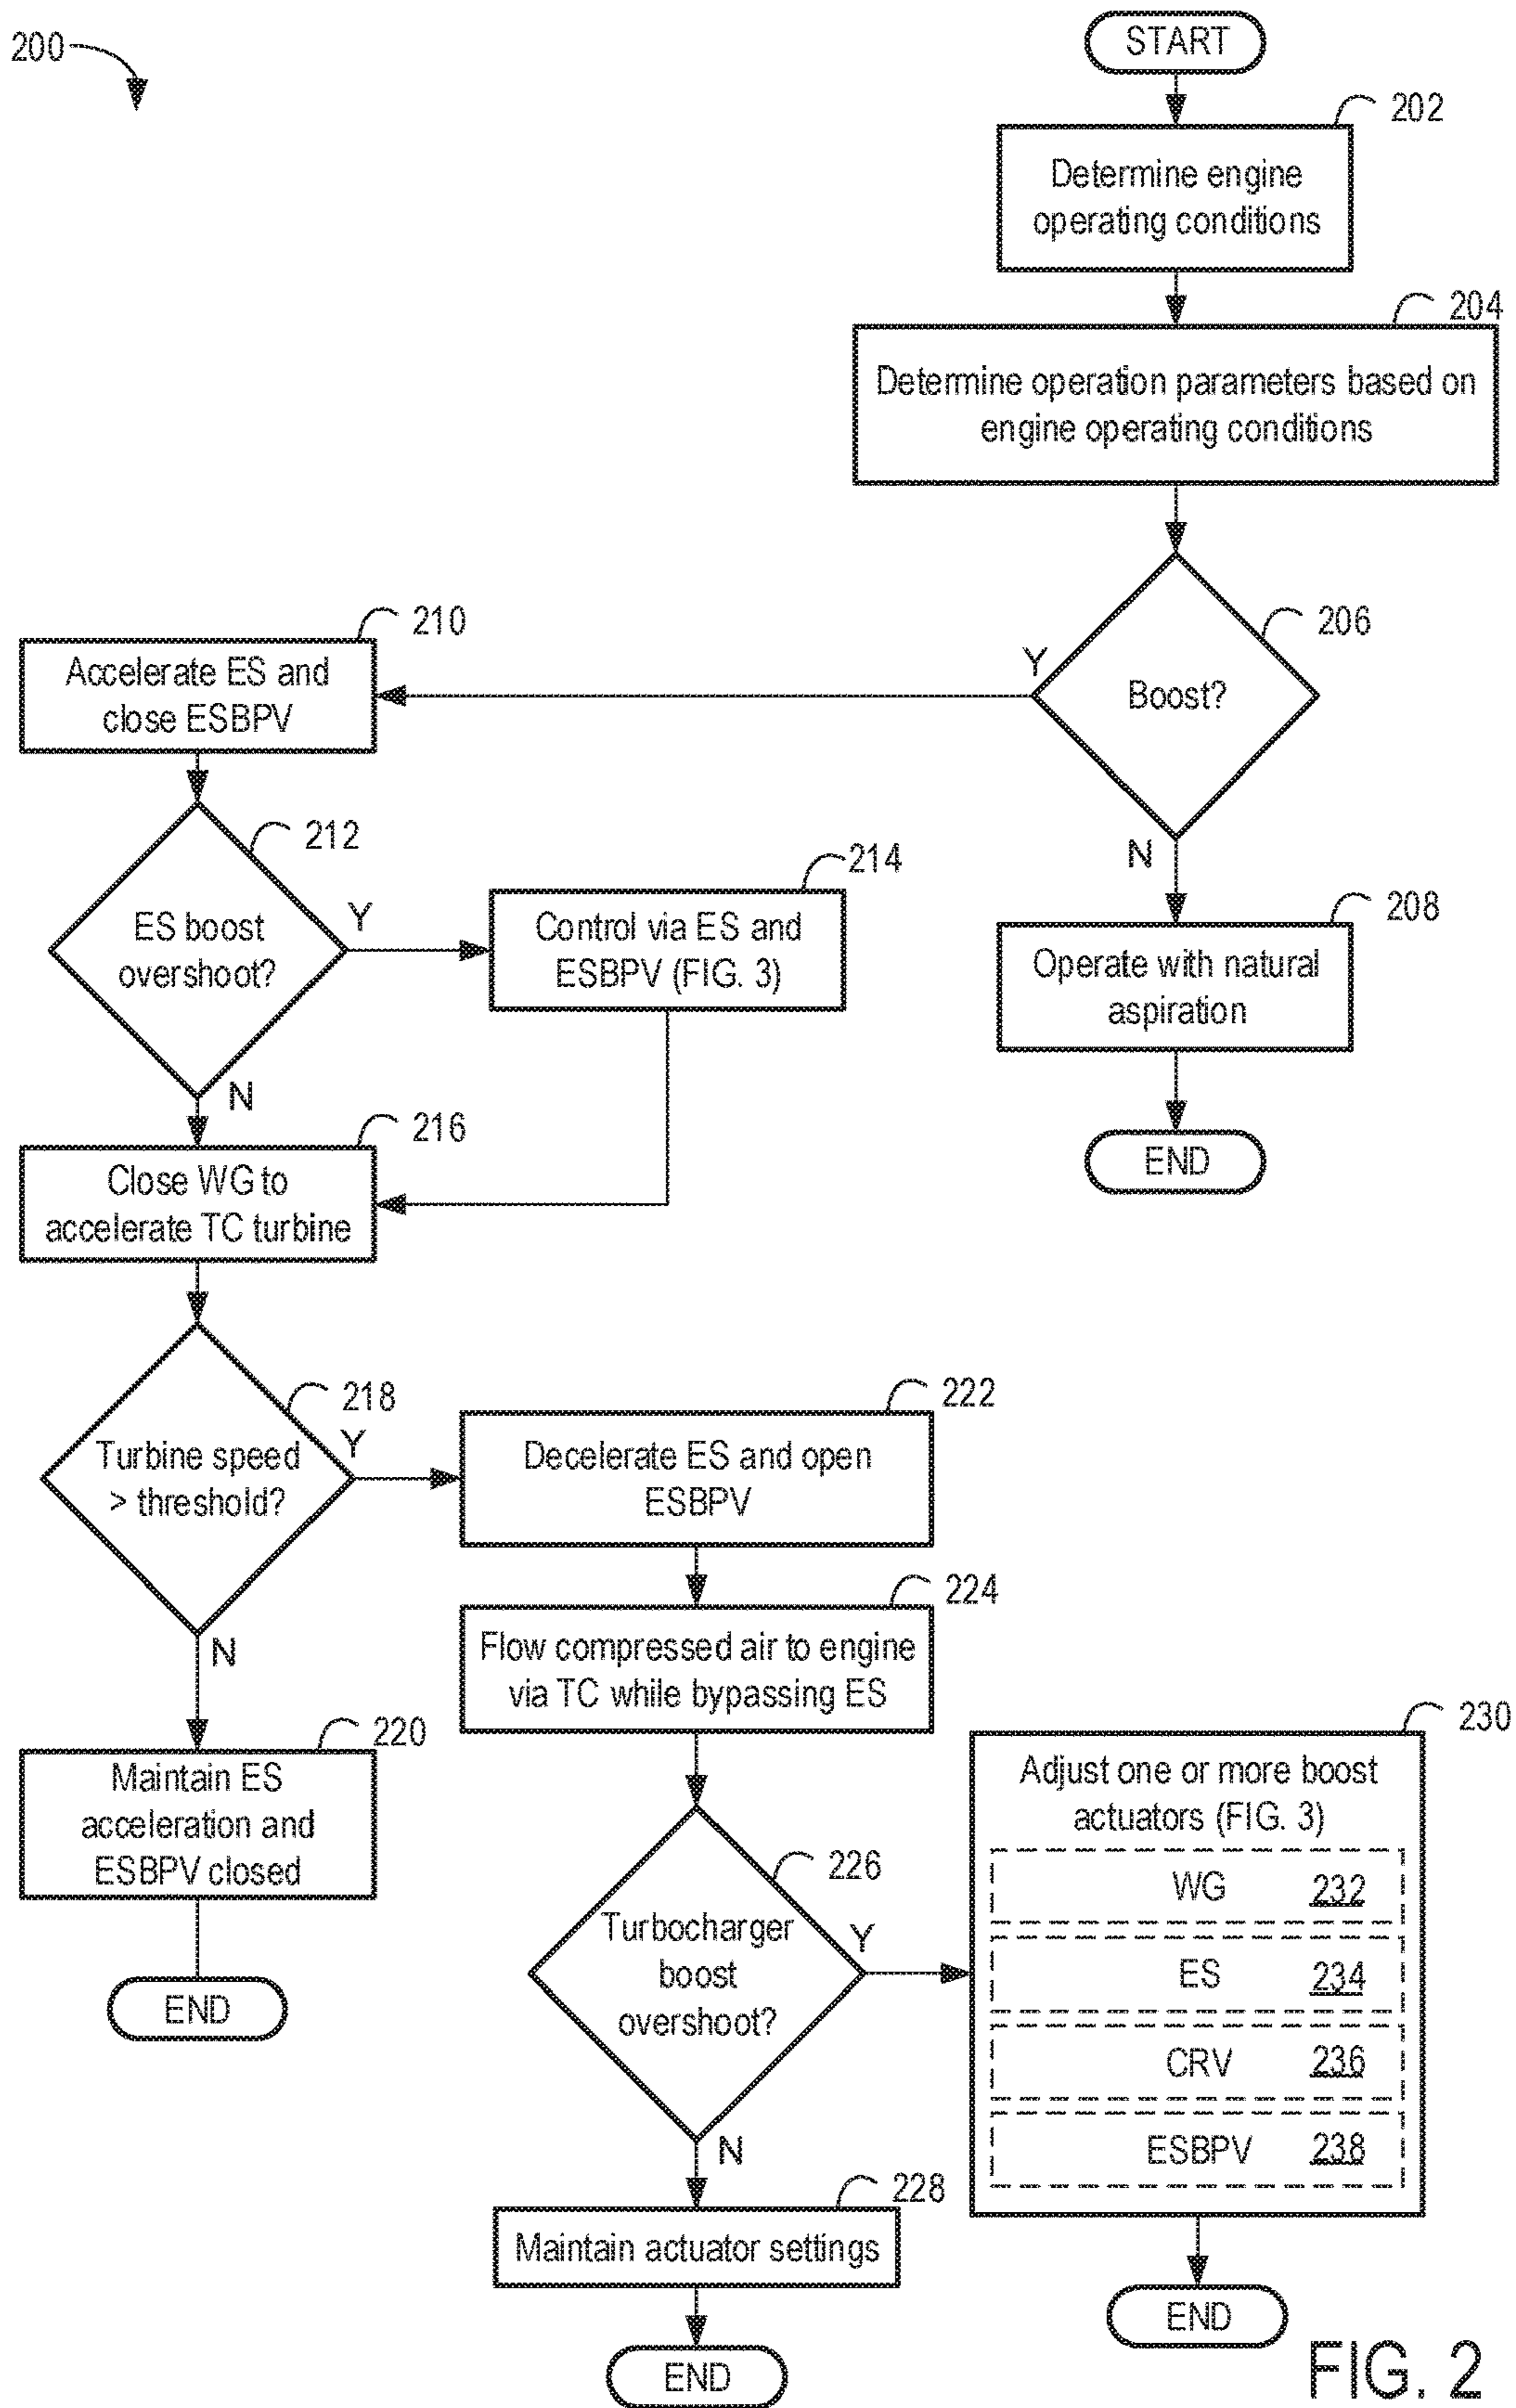 200
START
202
Determine engine
operating conditions
204
Determine operation parameters based on
engine operating conditions
206
Boost?
Y
N
208
Operate with natural
aspiration
END
210
Accelerate ES and
close ESBPV
212
ES boost
overshoot?
Y
N
214
Control via ES and
ESBPV (FIG. 3)
216
Close WG to
accelerate TC turbine
218
Turbine speed
> threshold?
Y
N
220
Maintain ES
acceleration and
ESBPV closed
END
222
Decelerate ES and open
ESBPV
224
Flow compressed air to engine
via TC while bypassing ES
226
Turbocharger
boost
overshoot?
Y
N
228
Maintain actuator settings
END
230
Adjust one or more boost
actuators (FIG. 3)
WG 232
ES 234
CRV 236
ESBPV 238
END
FIG. 2